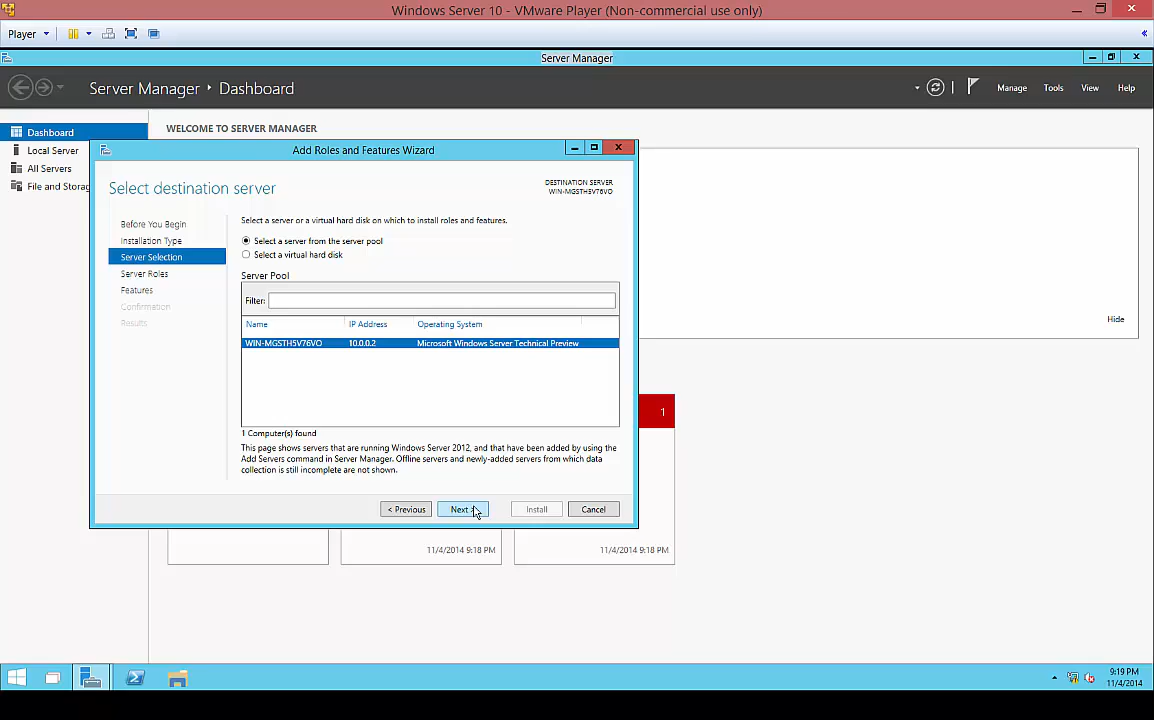 Windows Server 10 - VMware Player (Non-commercial use only)
Player
Server Manager
Server Manager • Dashboard
Manage Tools View Help
Dashboard
Local Server
All Servers
File and Storag
WELCOME TO SERVER MANAGER
Add Roles and Features Wizard
Select destination server
DESTINATION SERVER
WIN-MGSTH5V76VO
Before You Begin
Installation Type
Server Selection
Server Roles
Features
Confirmation
Results
Select a server or a virtual hard disk on which to install roles and features.
Select a server from the server pool
Select a virtual hard disk
Server Pool
Filter:
Name IP Address Operating System
WIN-MGSTH5V76VO 10.0.0.2 Microsoft Windows Server Technical Preview
1 Computer(s) found
This page shows servers that are running Windows Server 2012, and that have been added by using the
Add Servers command in Server Manager. Offline servers and newly-added servers from which data
collection is still incomplete are not shown.
< Previous Next > Install Cancel
Hide
1
11/4/2014 9:18 PM
11/4/2014 9:18 PM
9:19 PM
11/4/2014